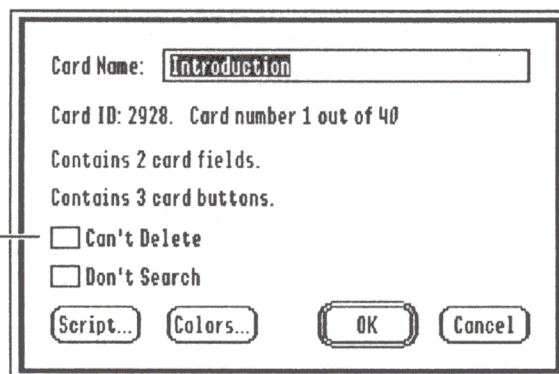 Card Name: Introduction
Card ID: 2928. Card number 1 out of 40
Contains 2 card fields.
Contains 3 card buttons.
Can't Delete
Don't Search
Script... Colors... OK Cancel